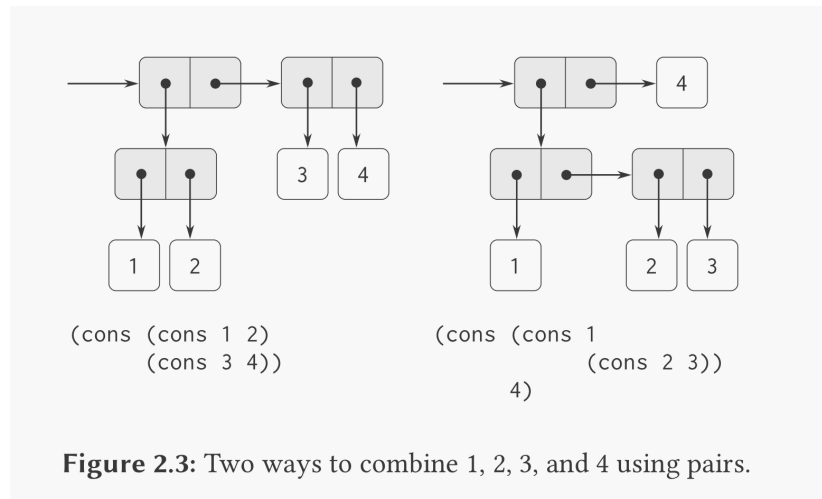 3 4
1 2
(cons (cons 1 2)
(cons 3 4))
4
1 2 3
(cons (cons 1
(cons 2 3))
4)
Figure 2.3: Two ways to combine 1, 2, 3, and 4 using pairs.